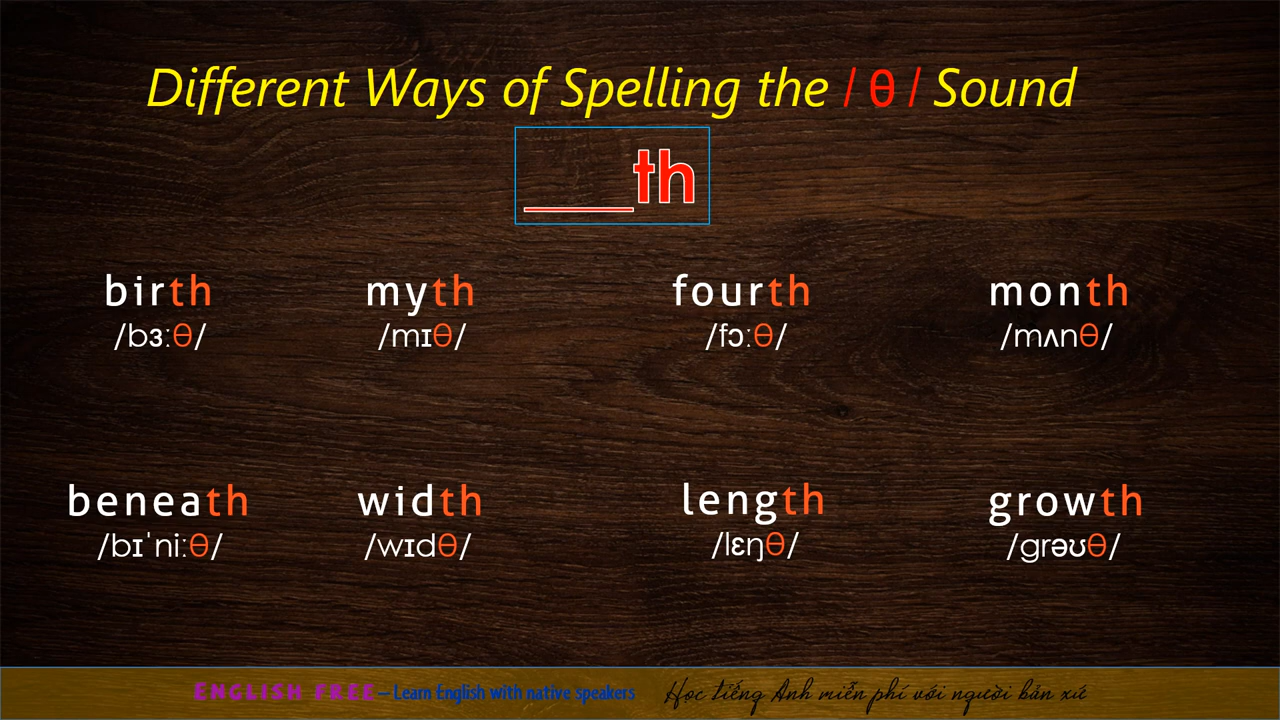 Different Ways of Spelling the / θ / Sound
____th
birth myth fourth month
/bɜːθ/ /mɪθ/ /fɔːθ/ /mʌnθ/
beneath width length growth
/bɪˈniːθ/ /wɪdθ/ /lɛŋθ/ /grəʊθ/
ENGLISH FREE – Learn English with native speakers Học tiếng Anh miễn phí với người bản xứ